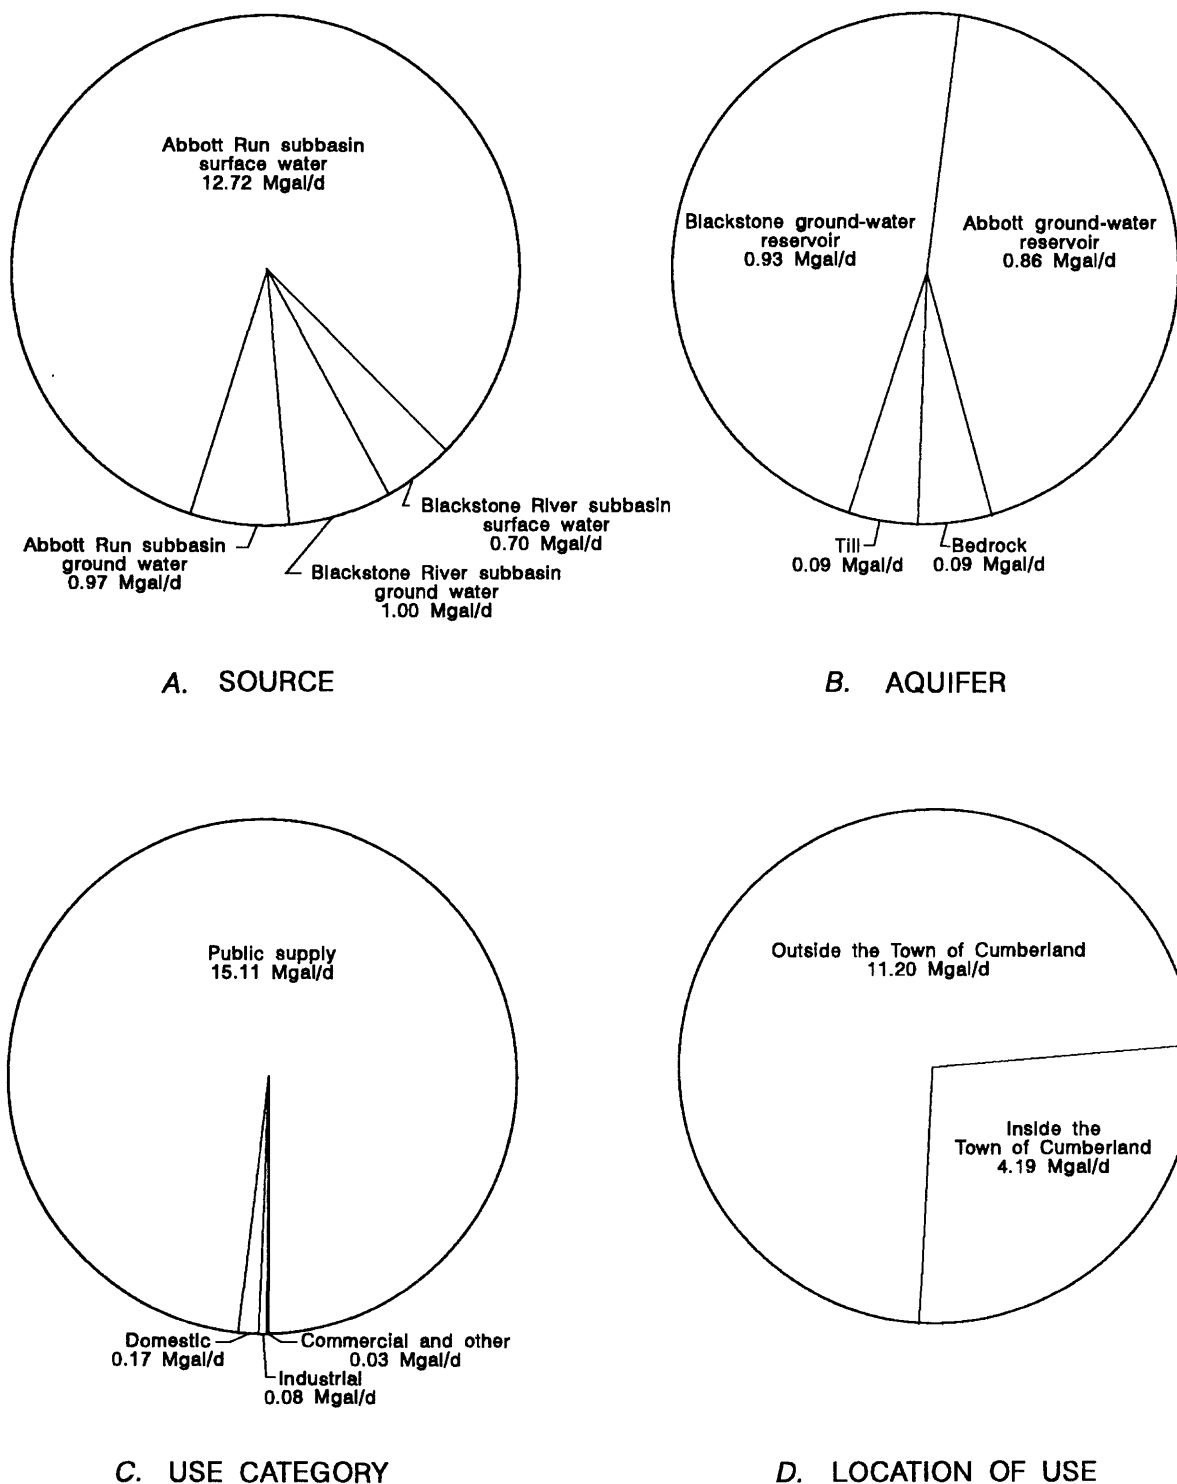 Abbott Run subbasin
surface water
12.72 Mgal/d
Blackstone River subbasin
surface water
0.70 Mgal/d
Abbott Run subbasin
ground water
0.97 Mgal/d
Blackstone River subbasin
ground water
1.00 Mgal/d
A. SOURCE
Blackstone ground-water
reservoir
0.93 Mgal/d
Abbott ground-water
reservoir
0.86 Mgal/d
Till
0.09 Mgal/d
Bedrock
0.09 Mgal/d
B. AQUIFER
Public supply
15.11 Mgal/d
Domestic
0.17 Mgal/d
Commercial and other
0.03 Mgal/d
Industrial
0.08 Mgal/d
C. USE CATEGORY
Outside the Town of Cumberland
11.20 Mgal/d
Inside the
Town of Cumberland
4.19 Mgal/d
D. LOCATION OF USE